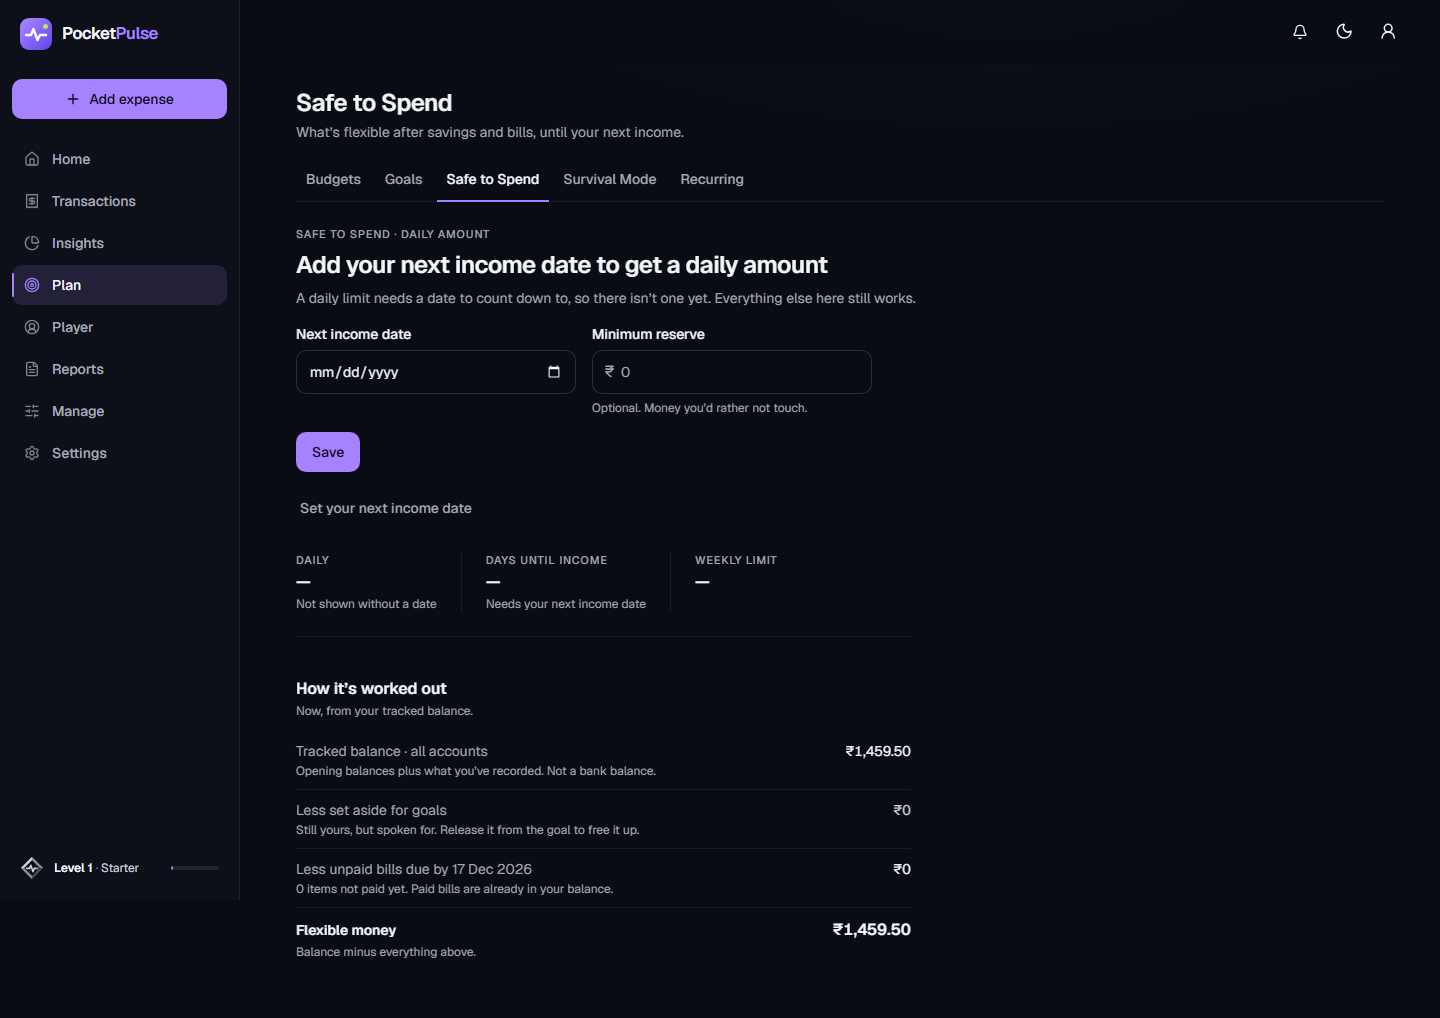 PocketPulse
Add expense
Home
Transactions
Insights
Plan
Player
Reports
Manage
Settings
Level 1 · Starter
Safe to Spend
What's flexible after savings and bills, until your next income.
Budgets Goals Safe to Spend Survival Mode Recurring
SAFE TO SPEND · DAILY AMOUNT
Add your next income date to get a daily amount
A daily limit needs a date to count down to, so there isn't one yet. Everything else here still works.
Next income date Minimum reserve
mm/dd/yyyy ₹ 0
Optional. Money you'd rather not touch.
Save
Set your next income date
DAILY DAYS UNTIL INCOME WEEKLY LIMIT
— — —
Not shown without a date Needs your next income date
How it's worked out
Now, from your tracked balance.
Tracked balance · all accounts ₹1,459.50
Opening balances plus what you've recorded. Not a bank balance.
Less set aside for goals ₹0
Still yours, but spoken for. Release it from the goal to free it up.
Less unpaid bills due by 17 Dec 2026 ₹0
0 items not paid yet. Paid bills are already in your balance.
Flexible money ₹1,459.50
Balance minus everything above.